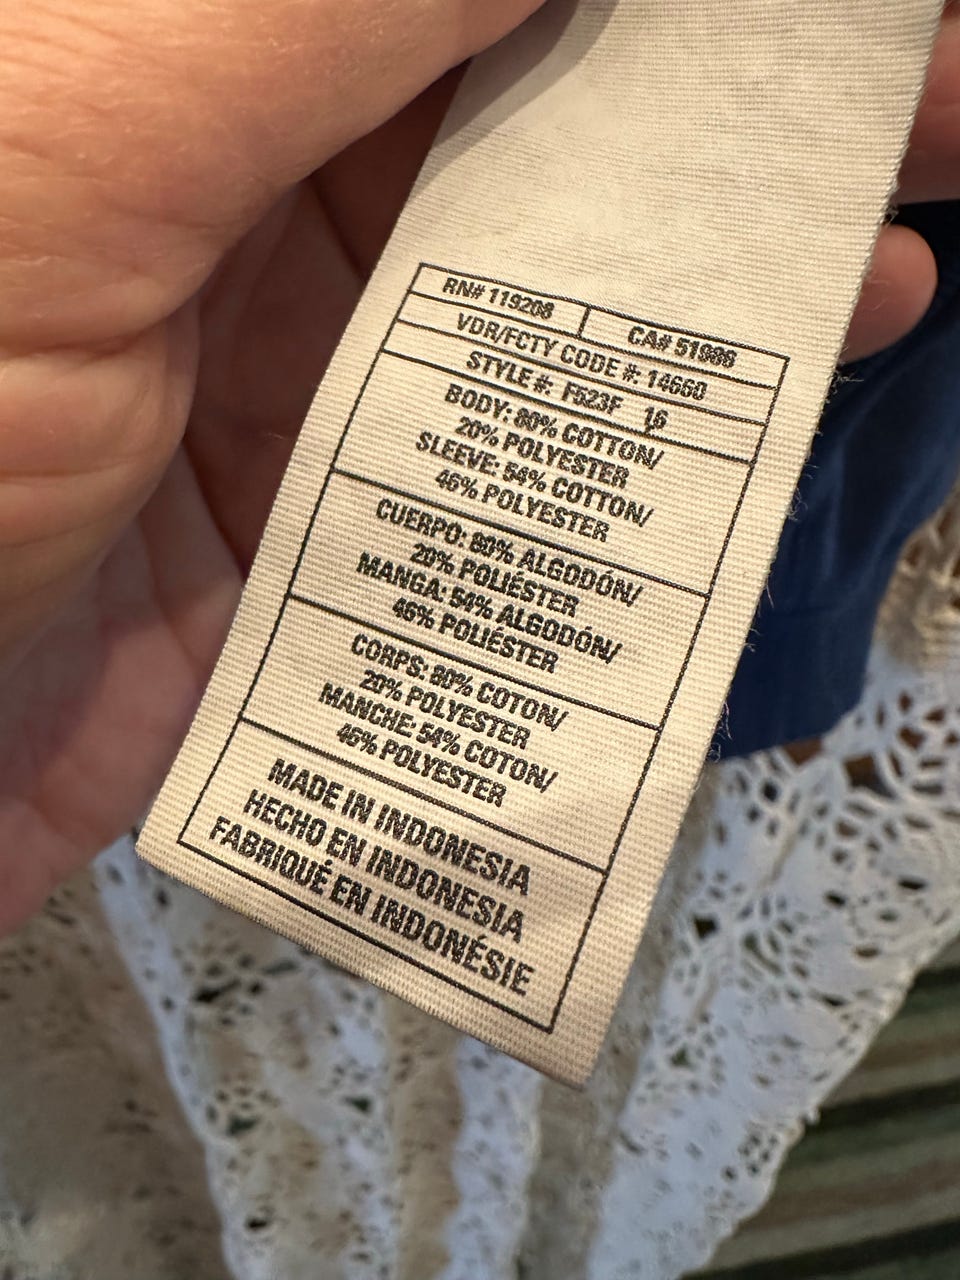 RN# 119208 CA# 51988
VDR/FCTY CODE #: 14660
STYLE #: F523F 16
BODY: 80% COTTON/
20% POLYESTER
SLEEVE: 54% COTTON/
46% POLYESTER
CUERPO: 80% ALGODÓN/
20% POLIÉSTER
MANGA: 54% ALGODÓN/
46% POLIÉSTER
CORPS: 80% COTON/
20% POLYESTER
MANCHE: 54% COTON/
46% POLYESTER
MADE IN INDONESIA
HECHO EN INDONESIA
FABRIQUÉ EN INDONÉSIE